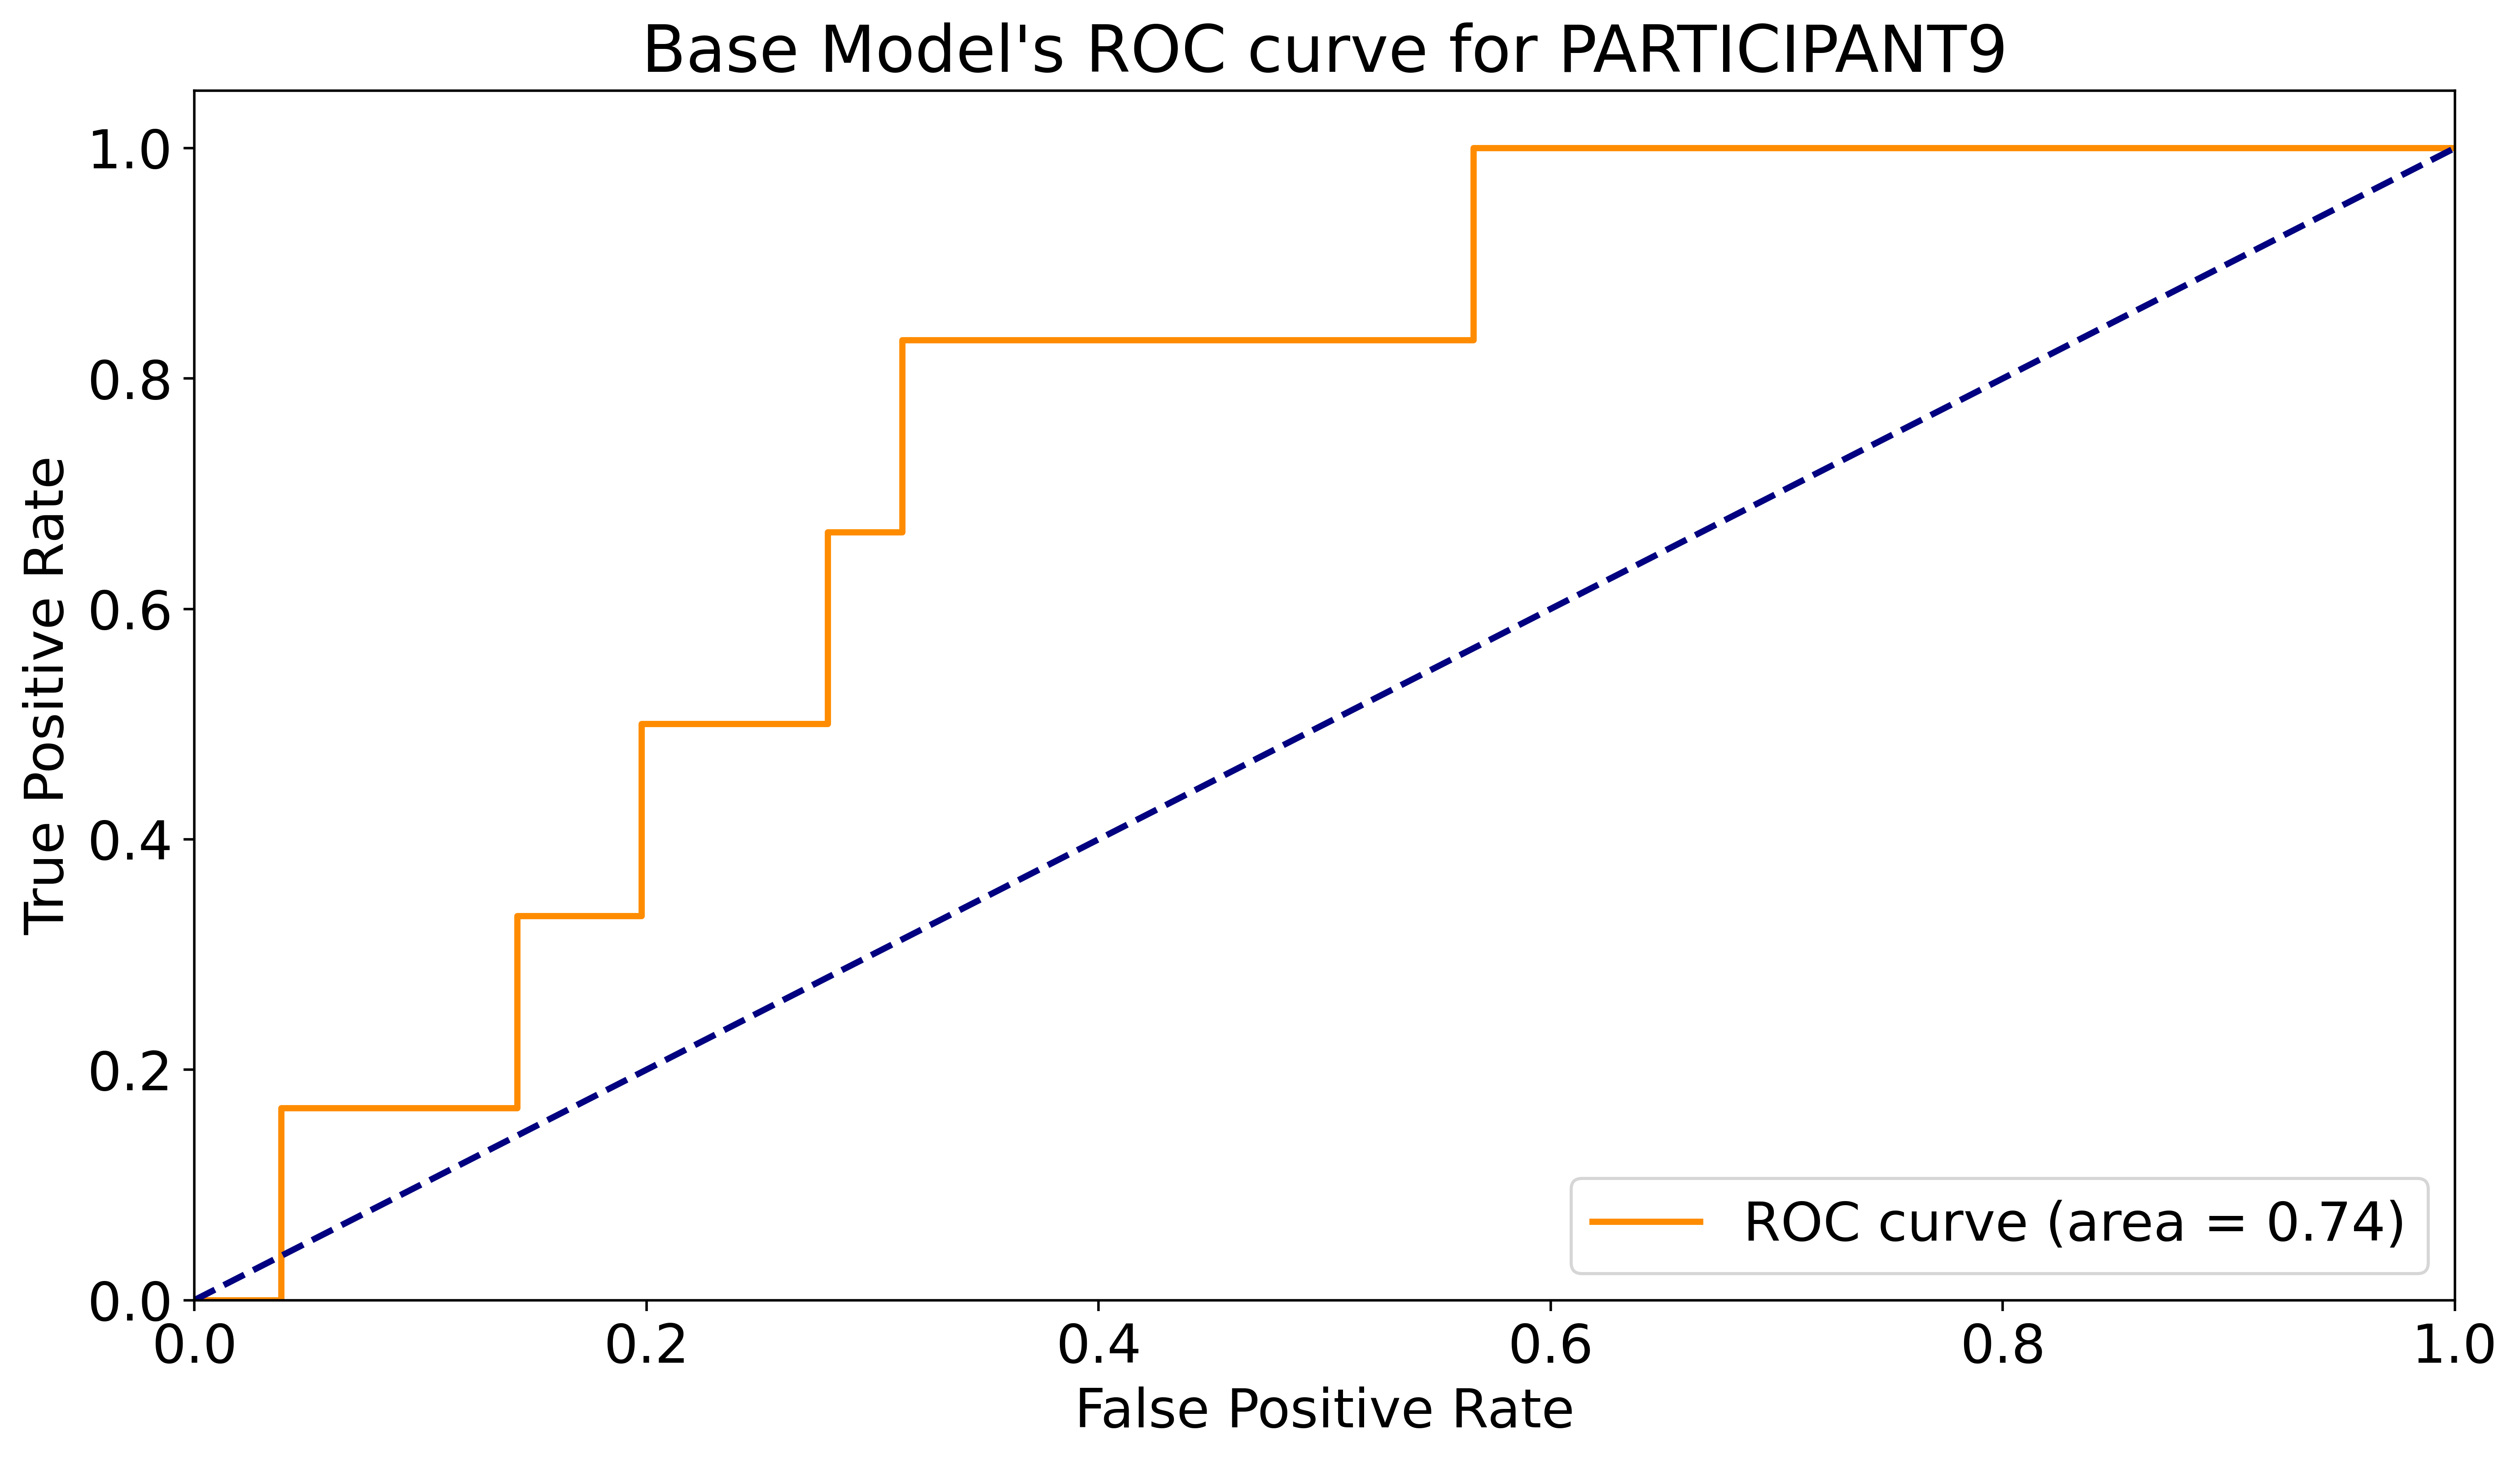 Base Model's ROC curve for PARTICIPANT9
1.0
0.8
0.6
0.4
0.2
0.0
True Positive Rate
ROC curve (area = 0.74)
0.0 0.2 0.4 0.6 0.8 1.0
False Positive Rate